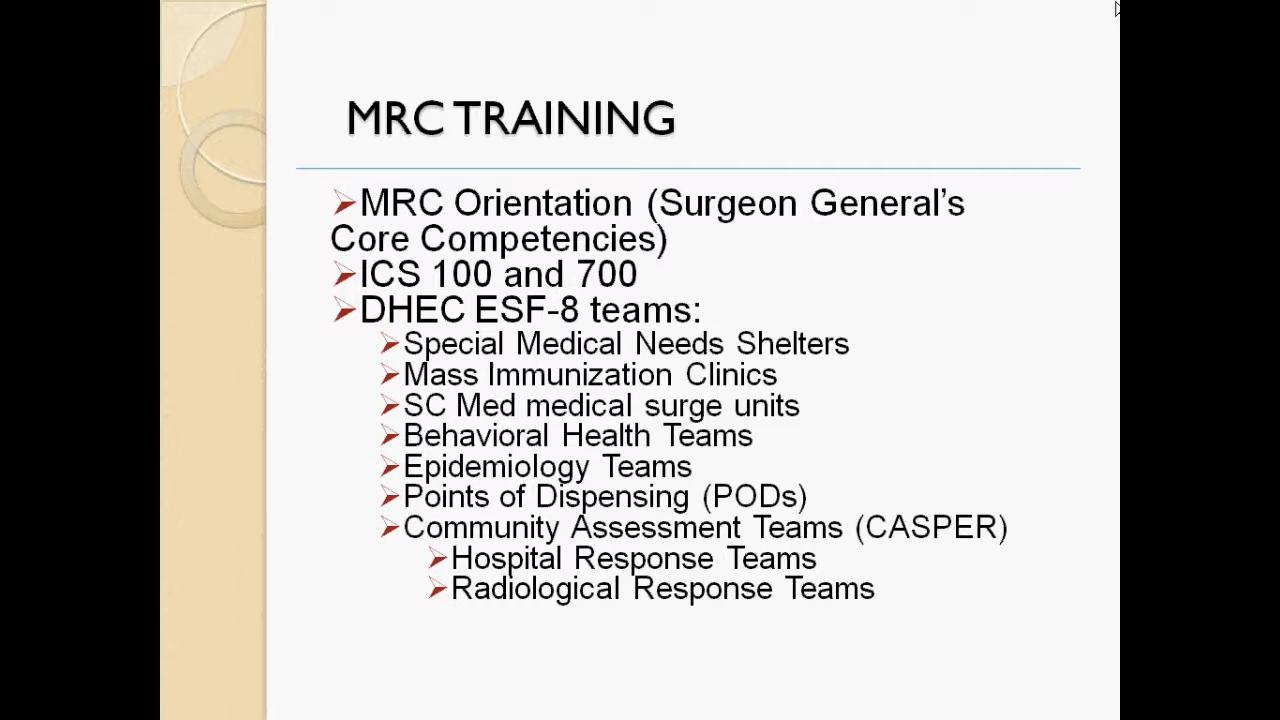 MRC TRAINING
MRC Orientation (Surgeon General's
Core Competencies)
ICS 100 and 700
DHEC ESF-8 teams:
Special Medical Needs Shelters
Mass Immunization Clinics
SC Med medical surge units
Behavioral Health Teams
Epidemiology Teams
Points of Dispensing (PODs)
Community Assessment Teams (CASPER)
Hospital Response Teams
Radiological Response Teams